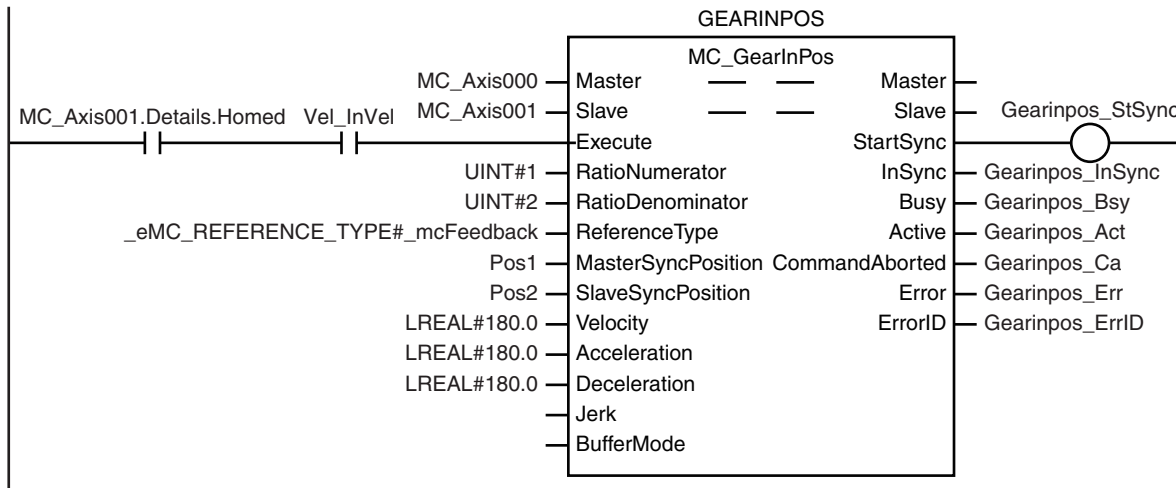 GEARINPOS
MC_GearInPos
MC_Axis000 Master Master
MC_Axis001 Slave Slave
MC_Axis001.Details.Homed Vel_InVel Gearinpos_StSync
Execute StartSync
UINT#1 RatioNumerator InSync Gearinpos_InSync
UINT#2 RatioDenominator Busy Gearinpos_Bsy
_eMC_REFERENCE_TYPE#_mcFeedback ReferenceType Active Gearinpos_Act
Pos1 MasterSyncPosition CommandAborted Gearinpos_Ca
Pos2 SlaveSyncPosition Error Gearinpos_Err
LREAL#180.0 Velocity ErrorID Gearinpos_ErrID
LREAL#180.0 Acceleration
LREAL#180.0 Deceleration
Jerk
BufferMode